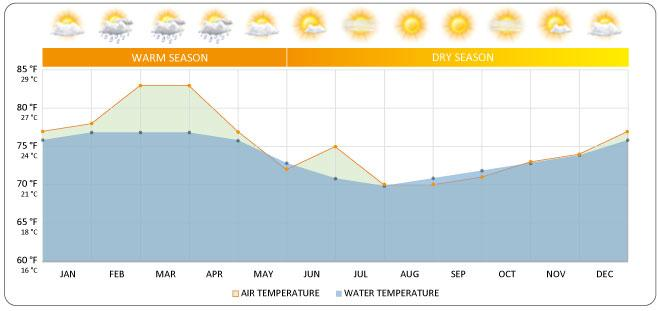 WARM SEASON DRY SEASON
85 °F
29 °C
80 °F
27 °C
75 °F
24 °C
70 °F
21 °C
65 °F
18 °C
60 °F
16 °C
JAN FEB MAR APR MAY JUN JUL AUG SEP OCT NOV DEC
AIR TEMPERATURE WATER TEMPERATURE